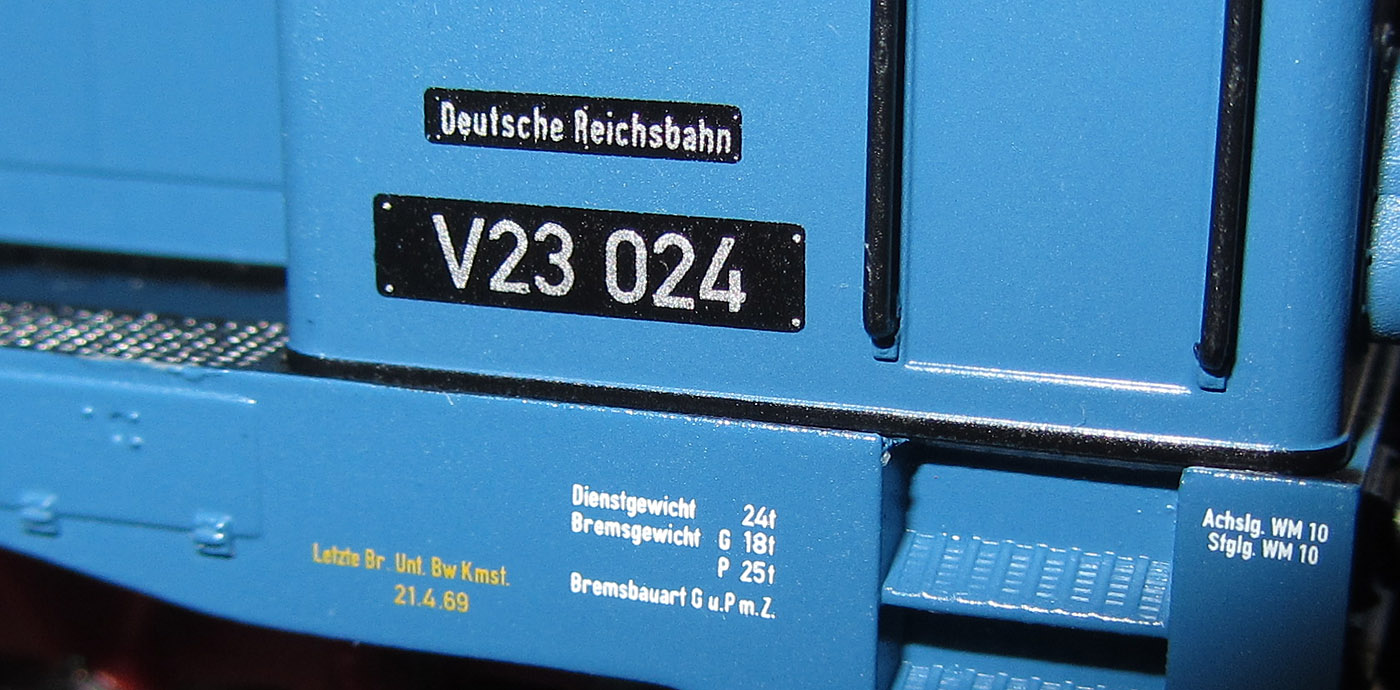 Deutsche Reichsbahn
V23 024
Dienstgewicht 24t
Bremsgewicht G 18t
P 25t
Bremsbauart G u.P m.Z.
Letzte Br. Unt. Bw Kmst.
21.4.69
Achslg. WM 10
Stglg. WM 10